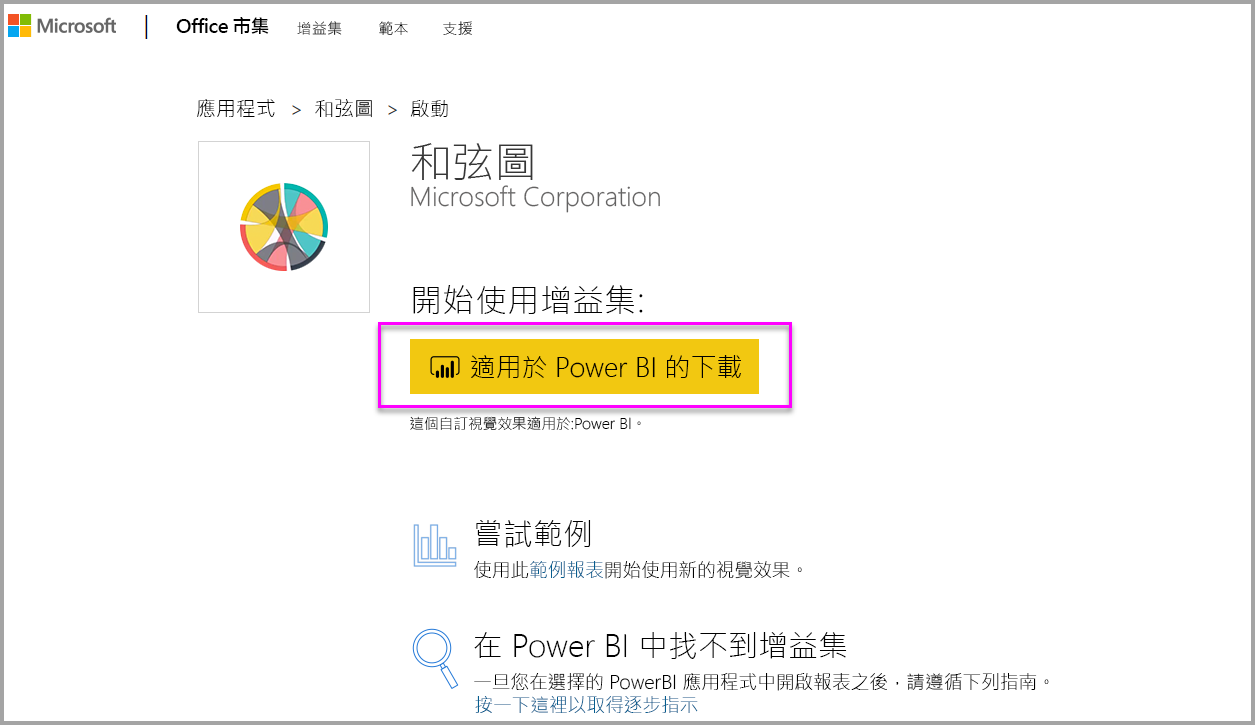 Microsoft
Office 市集 增益集 範本 支援
應用程式 > 和弦圖 > 啟動
和弦圖
Microsoft Corporation
開始使用增益集:
適用於 Power BI 的下載
這個自訂視覺效果適用於:Power BI。
嘗試範例
使用此範例報表開始使用新的視覺效果。
在 Power BI 中找不到增益集
一旦您在選擇的 PowerBI 應用程式中開啟報表之後，請遵循下列指南。
按一下這裡以取得逐步指示